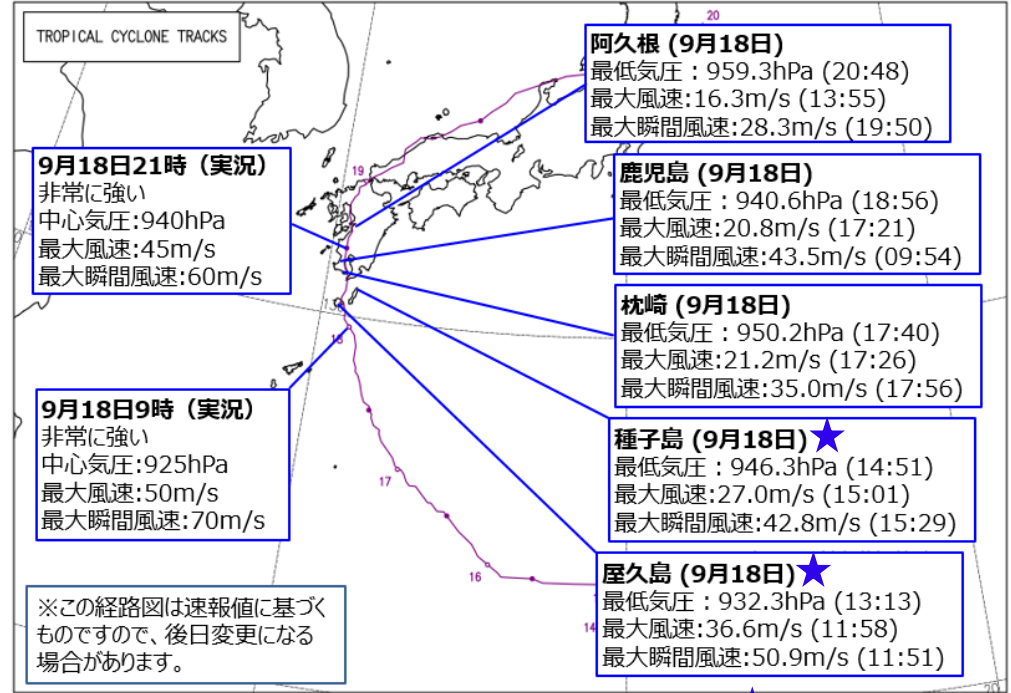 TROPICAL CYCLONE TRACKS
20
阿久根 (9月18日)
最低気圧：959.3hPa (20:48)
最大風速:16.3m/s (13:55)
最大瞬間風速:28.3m/s (19:50)
9月18日21時（実況）
非常に強い
中心気圧:940hPa
最大風速:45m/s
最大瞬間風速:60m/s
19
鹿児島 (9月18日)
最低気圧：940.6hPa (18:56)
最大風速:20.8m/s (17:21)
最大瞬間風速:43.5m/s (09:54)
枕崎 (9月18日)
最低気圧：950.2hPa (17:40)
最大風速:21.2m/s (17:26)
最大瞬間風速:35.0m/s (17:56)
18
9月18日9時（実況）
非常に強い
中心気圧:925hPa
最大風速:50m/s
最大瞬間風速:70m/s
種子島 (9月18日)★
最低気圧：946.3hPa (14:51)
最大風速:27.0m/s (15:01)
最大瞬間風速:42.8m/s (15:29)
17
16
屋久島 (9月18日)★
最低気圧：932.3hPa (13:13)
最大風速:36.6m/s (11:58)
最大瞬間風速:50.9m/s (11:51)
14
※この経路図は速報値に基づく
ものですので、後日変更になる
場合があります。
20